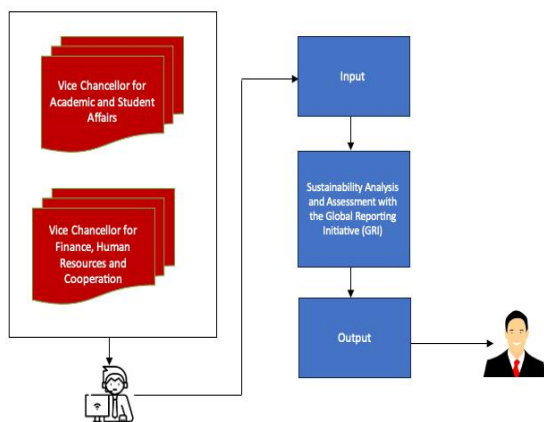 Vice Chancellor for
Academic and Student
Affairs
Vice Chancellor for
Finance, Human
Resources and
Cooperation
Input
Sustainability Analysis
and Assessment with
the Global Reporting
Initiative (GRI)
Output